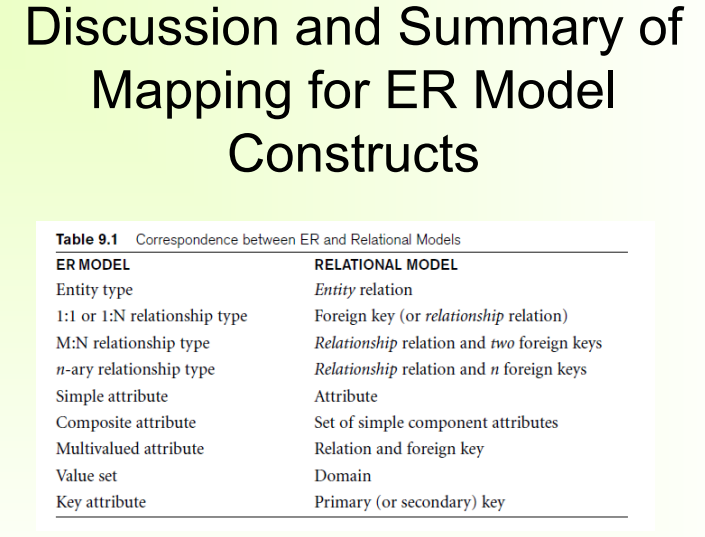 Discussion and Summary of
Mapping for ER Model
Constructs
Table 9.1 Correspondence between ER and Relational Models
ER MODEL RELATIONAL MODEL
Entity type Entity relation
1:1 or 1:N relationship type Foreign key (or relationship relation)
M:N relationship type Relationship relation and two foreign keys
n-ary relationship type Relationship relation and n foreign keys
Simple attribute Attribute
Composite attribute Set of simple component attributes
Multivalued attribute Relation and foreign key
Value set Domain
Key attribute Primary (or secondary) key